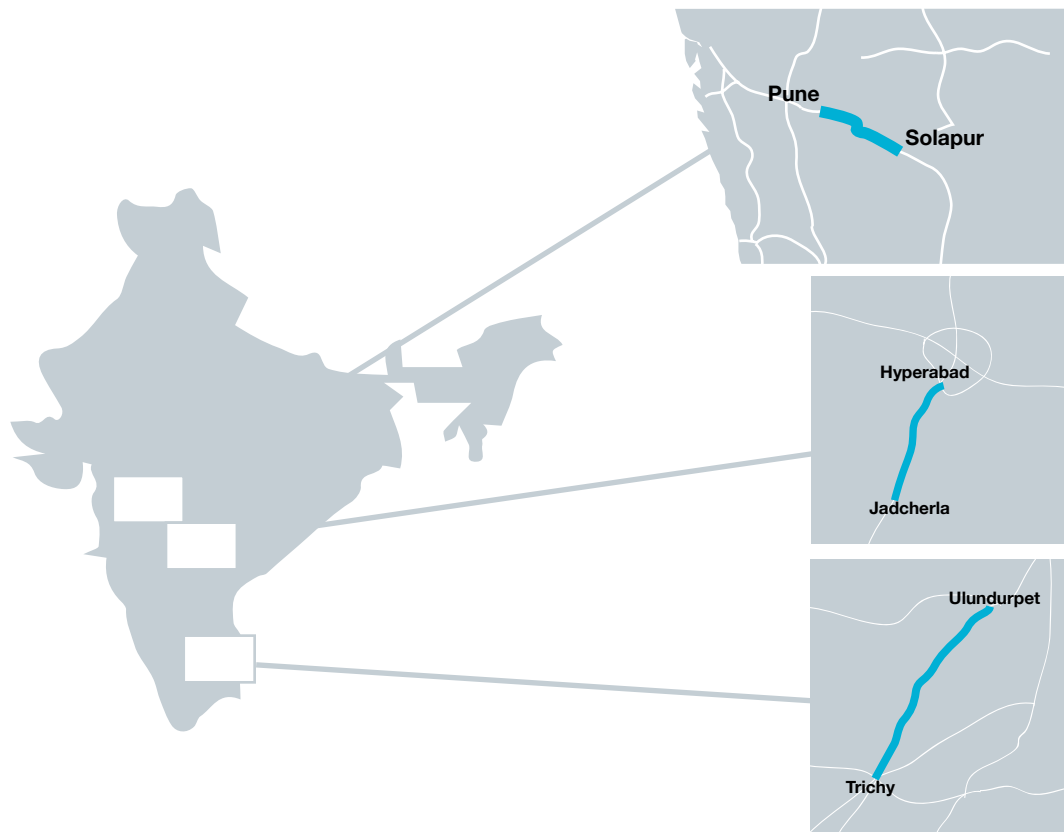 Pune
Solapur
Hyperabad
Jadcherla
Ulundurpet
Trichy